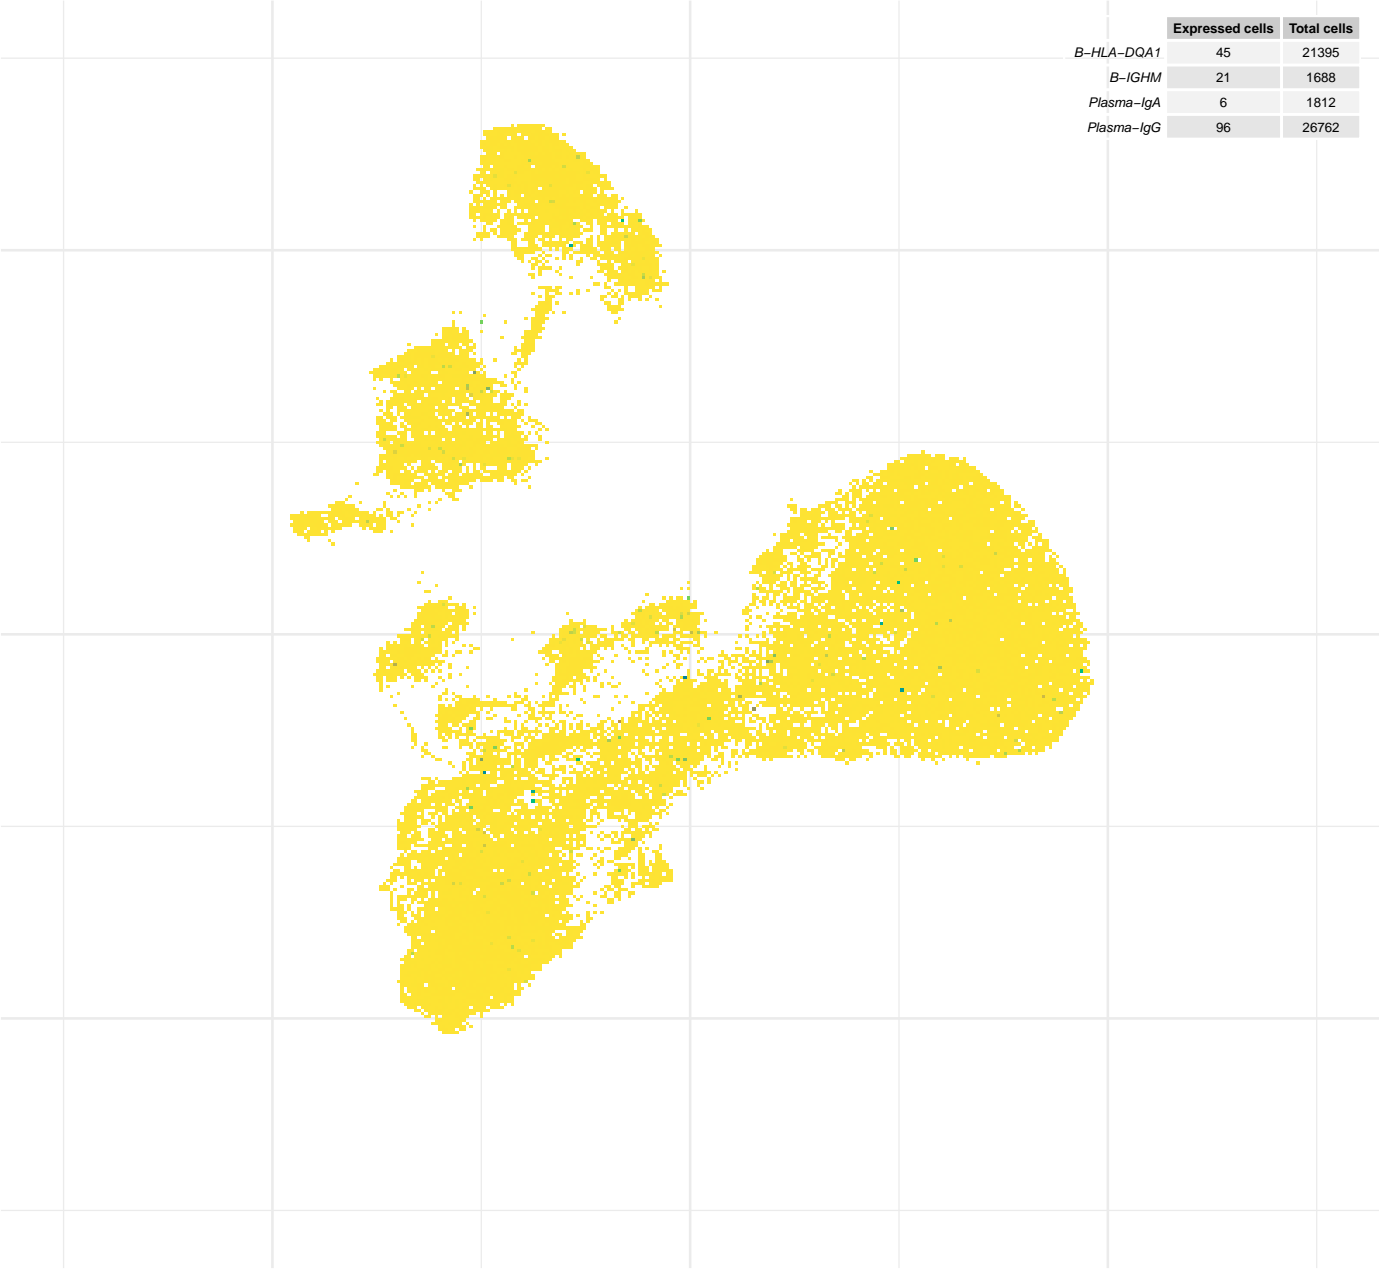 Expressed cells Total cells
B−HLA−DQA1 45 21395
B−IGHM 21 1688
Plasma−IgA 6 1812
Plasma−IgG 96 26762